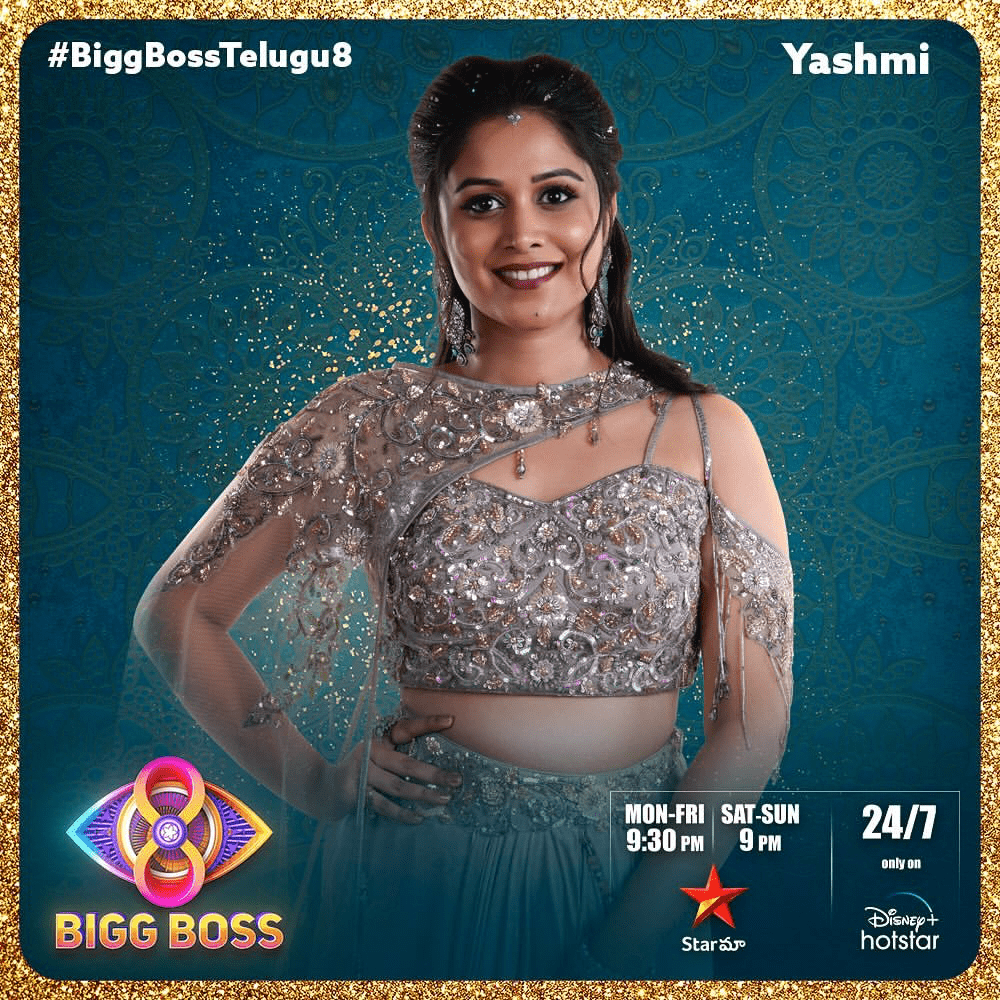 #BiggBossTelugu8
Yashmi
8
BIGG BOSS
MON-FRI
9:30 PM
SAT-SUN
9 PM
Starమా
24/7
only on
Disney+
hotstar